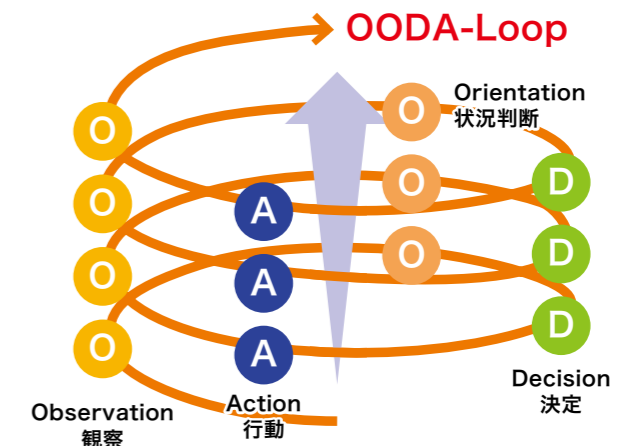 OODA-Loop
O
O
Orientation
状況判断
O
A
O
D
O
A
O
D
O
A
D
Observation
観察
Action
行動
Decision
決定